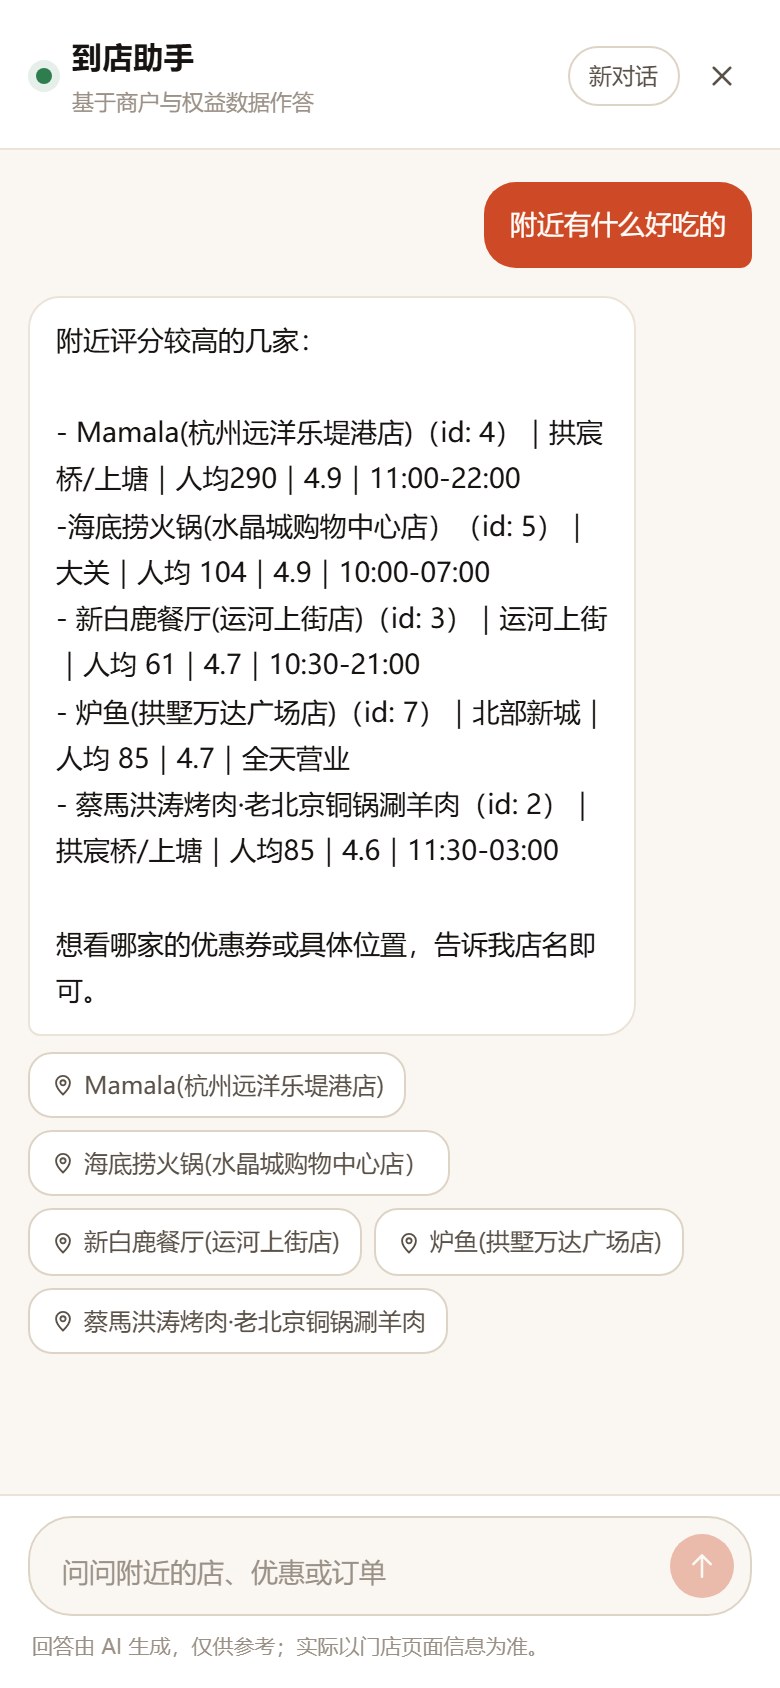 到店助手
基于商户与权益数据作答
新对话
附近有什么好吃的
附近评分较高的几家：
- Mamala(杭州远洋乐堤港店)（id: 4） | 拱宸
桥/上塘 | 人均290 | 4.9 | 11:00-22:00
-海底捞火锅(水晶城购物中心店）（id: 5） |
大关 | 人均 104 | 4.9 | 10:00-07:00
- 新白鹿餐厅(运河上街店)（id: 3） | 运河上街
| 人均 61 | 4.7 | 10:30-21:00
- 炉鱼(拱墅万达广场店)（id: 7） | 北部新城 |
人均 85 | 4.7 | 全天营业
- 蔡馬洪涛烤肉·老北京铜锅涮羊肉（id: 2） |
拱宸桥/上塘 | 人均85 | 4.6 | 11:30-03:00
想看哪家的优惠券或具体位置，告诉我店名即
可。
Mamala(杭州远洋乐堤港店)
海底捞火锅(水晶城购物中心店）
新白鹿餐厅(运河上街店)
炉鱼(拱墅万达广场店)
蔡馬洪涛烤肉·老北京铜锅涮羊肉
问问附近的店、优惠或订单
回答由 AI 生成，仅供参考；实际以门店页面信息为准。